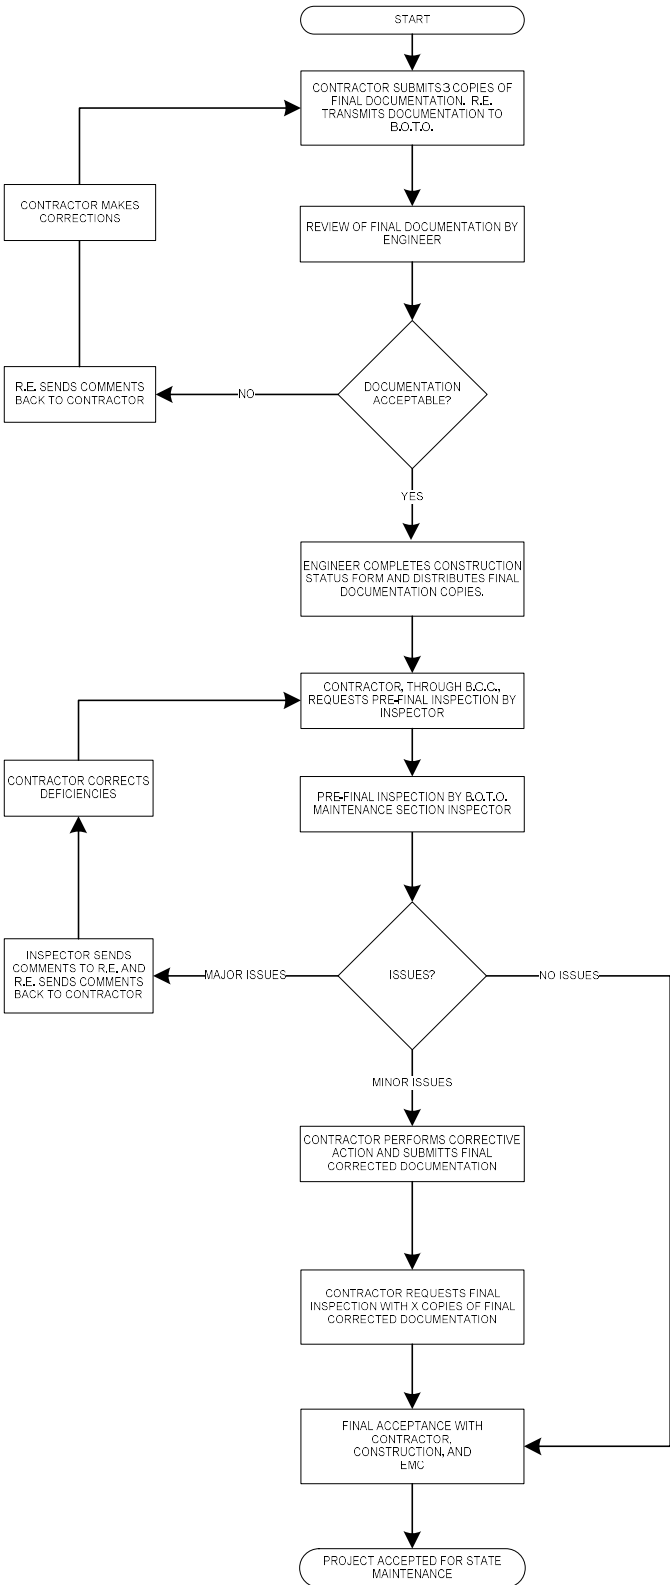 START
CONTRACTOR SUBMITS 3 COPIES OF
FINAL DOCUMENTATION. R.E.
TRANSMITS DOCUMENTATION TO
B.O.T.O.
CONTRACTOR MAKES
CORRECTIONS
REVIEW OF FINAL DOCUMENTATION BY
ENGINEER
R.E. SENDS COMMENTS
BACK TO CONTRACTOR
NO
DOCUMENTATION
ACCEPTABLE?
YES
ENGINEER COMPLETES CONSTRUCTION
STATUS FORM AND DISTRIBUTES FINAL
DOCUMENTATION COPIES.
CONTRACTOR, THROUGH B.C.C.,
REQUESTS PRE-FINAL INSPECTION BY
INSPECTOR
CONTRACTOR CORRECTS
DEFICIENCIES
PRE-FINAL INSPECTION BY B.O.T.O.
MAINTENANCE SECTION INSPECTOR
INSPECTOR SENDS
COMMENTS TO R.E. AND
R.E. SENDS COMMENTS
BACK TO CONTRACTOR
MAJOR ISSUES
ISSUES?
NO ISSUES
MINOR ISSUES
CONTRACTOR PERFORMS CORRECTIVE
ACTION AND SUBMITTS FINAL
CORRECTED DOCUMENTATION
CONTRACTOR REQUESTS FINAL
INSPECTION WITH X COPIES OF FINAL
CORRECTED DOCUMENTATION
FINAL ACCEPTANCE WITH
CONTRACTOR,
CONSTRUCTION, AND
EMC
PROJECT ACCEPTED FOR STATE
MAINTENANCE